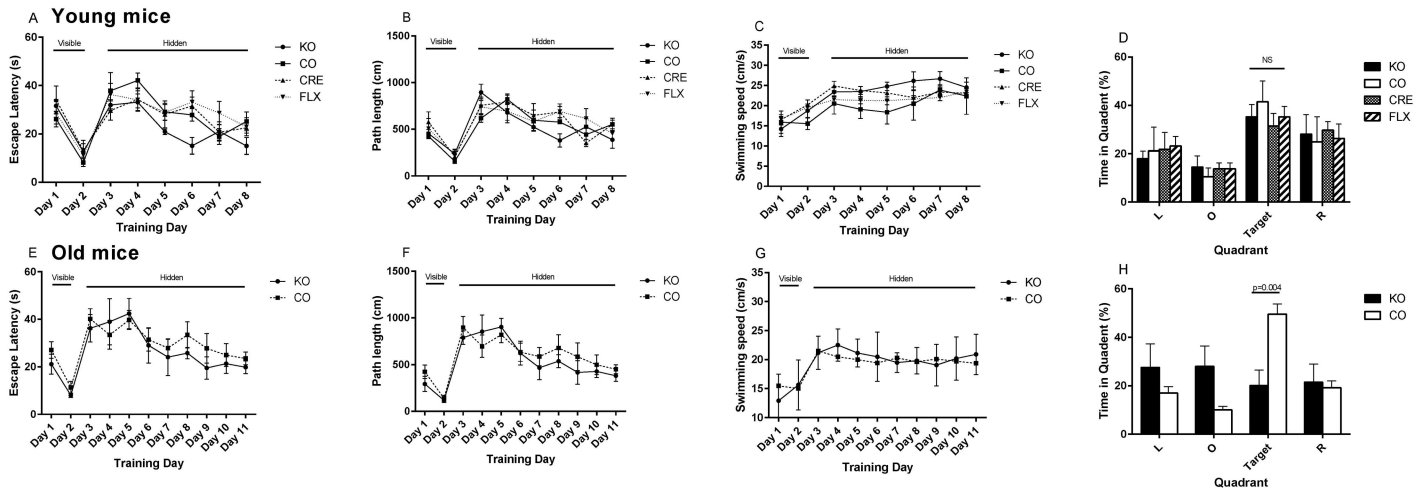 A Young mice
Visible Hidden
Escape Latency (s)
60
40
20
0
Day 1 Day 2 Day 3 Day 4 Day 5 Day 6 Day 7 Day 8
Training Day
KO
CO
CRE
FLX
B
Visible Hidden
Path length (cm)
1500
1000
500
0
Day 1 Day 2 Day 3 Day 4 Day 5 Day 6 Day 7 Day 8
Training Day
KO
CO
CRE
FLX
C
Visible Hidden
Swimming speed (cm/s)
35
30
25
20
15
10
5
0
Day 1 Day 2 Day 3 Day 4 Day 5 Day 6 Day 7 Day 8
Training Day
KO
CO
CRE
FLX
D
NS
Time in Quadent (%)
60
40
20
0
L O Target R
Quadrant
KO
CO
CRE
FLX
E Old mice
Visible Hidden
Escape Latency (s)
60
40
20
0
Day 1 Day 2 Day 3 Day 4 Day 5 Day 6 Day 7 Day 8 Day 9 Day 10 Day 11
Training Day
KO
CO
F
Visible Hidden
Path length (cm)
1500
1000
500
0
Day 1 Day 2 Day 3 Day 4 Day 5 Day 6 Day 7 Day 8 Day 9 Day 10 Day 11
Training Day
KO
CO
G
Visible Hidden
Swimming speed (cm/s)
35
30
25
20
15
10
5
0
Day 1 Day 2 Day 3 Day 4 Day 5 Day 6 Day 7 Day 8 Day 9 Day 10 Day 11
Training Day
KO
CO
H
p=0.004
Time in Quadent (%)
60
40
20
0
L O Target R
Quadrant
KO
CO